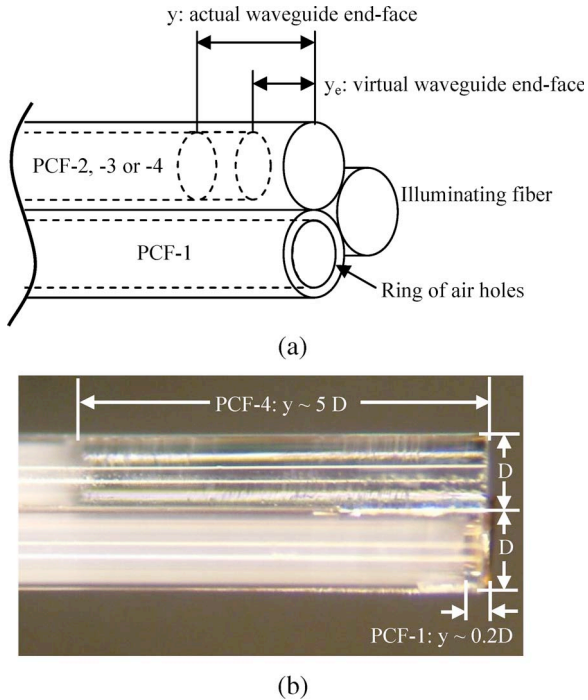 y: actual waveguide end-face
yₑ: virtual waveguide end-face
PCF-2, -3 or -4
Illuminating fiber
PCF-1
Ring of air holes
(a)
PCF-4: y ~ 5 D
D
D
PCF-1: y ~ 0.2D
(b)